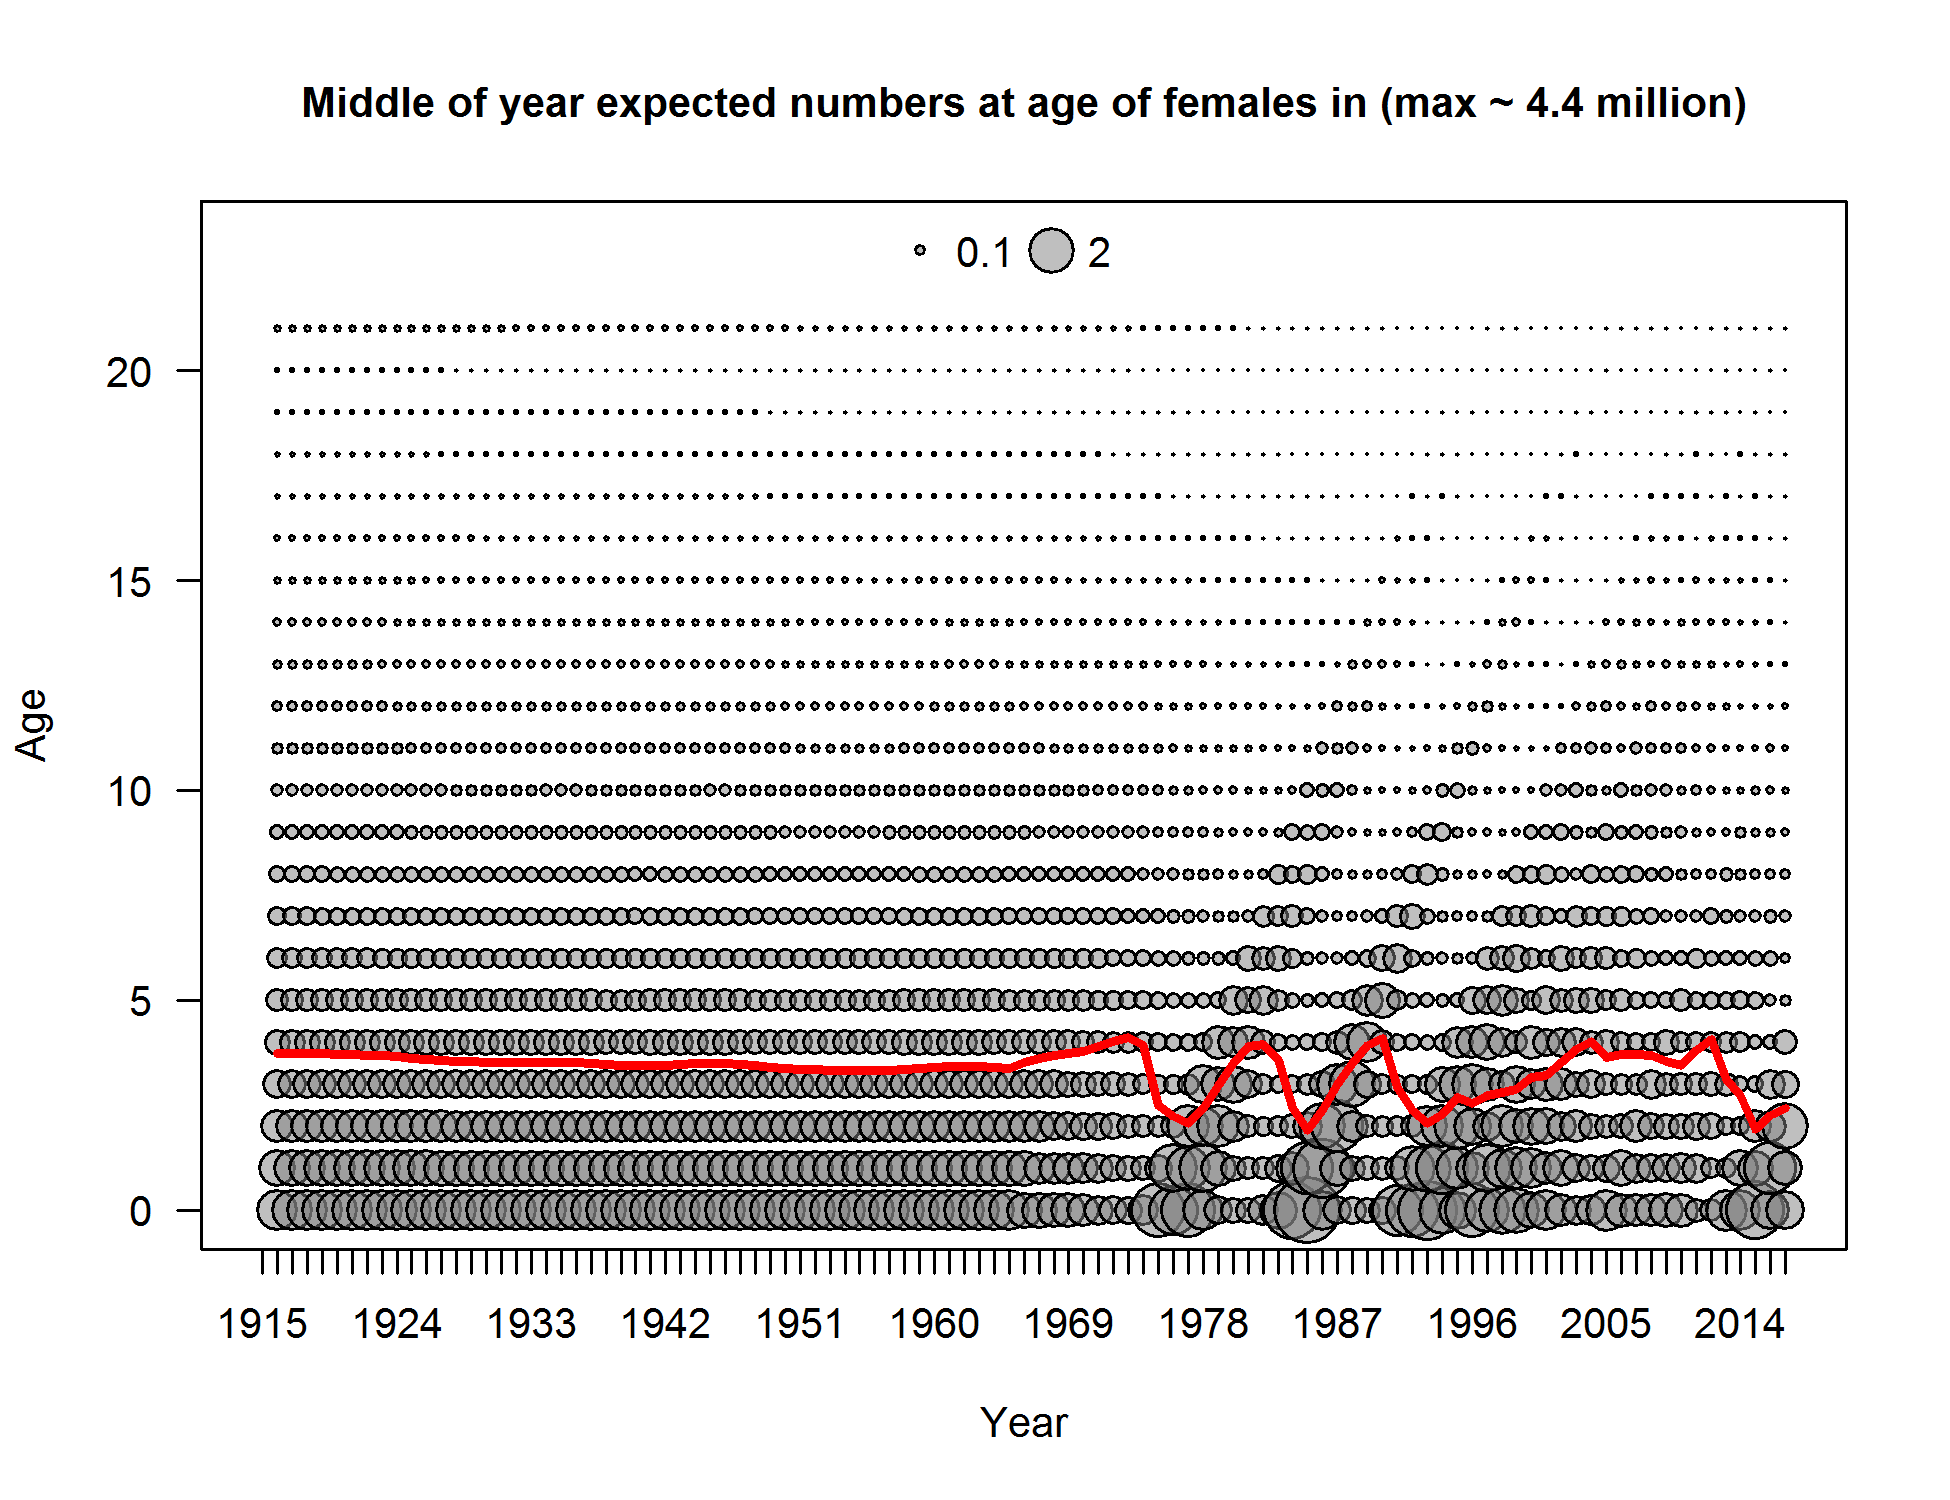 Middle of year expected numbers at age of females in (max ~ 4.4 million)
0.1 2
20
15
10
5
0
Age
1915 1924 1933 1942 1951 1960 1969 1978 1987 1996 2005 2014
Year